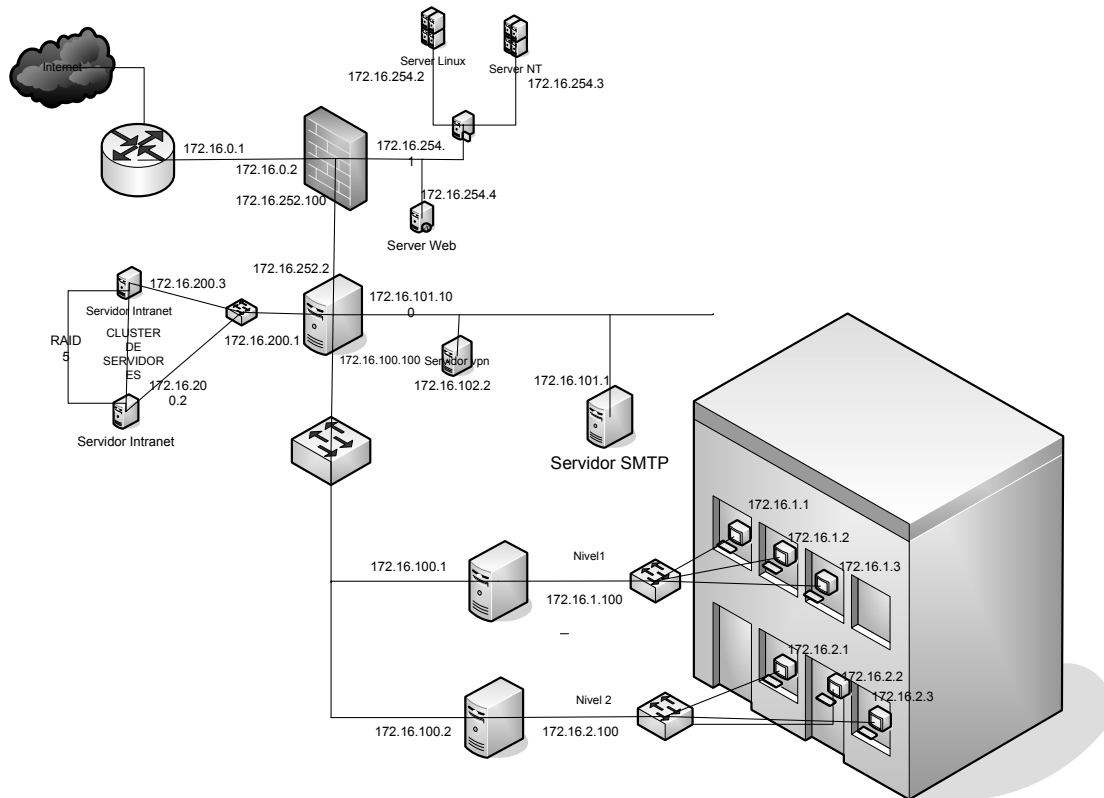 Internet
Server Linux
172.16.254.2
Server NT
172.16.254.3
172.16.0.1
172.16.0.2
172.16.252.100
172.16.254.
1
172.16.254.4
Server Web
172.16.252.2
172.16.200.3
Servidor Intranet
172.16.200.1
RAID
5
CLUSTER
DE
SERVIDOR
ES
172.16.20
0.2
Servidor Intranet
172.16.101.10
0
172.16.100.100
Servidor vpn
172.16.102.2
172.16.101.1
Servidor SMTP
172.16.1.1
172.16.1.2
172.16.1.3
172.16.100.1
Nivel1
172.16.1.100
–
172.16.2.1
172.16.2.2
172.16.2.3
172.16.100.2
Nivel 2
172.16.2.100